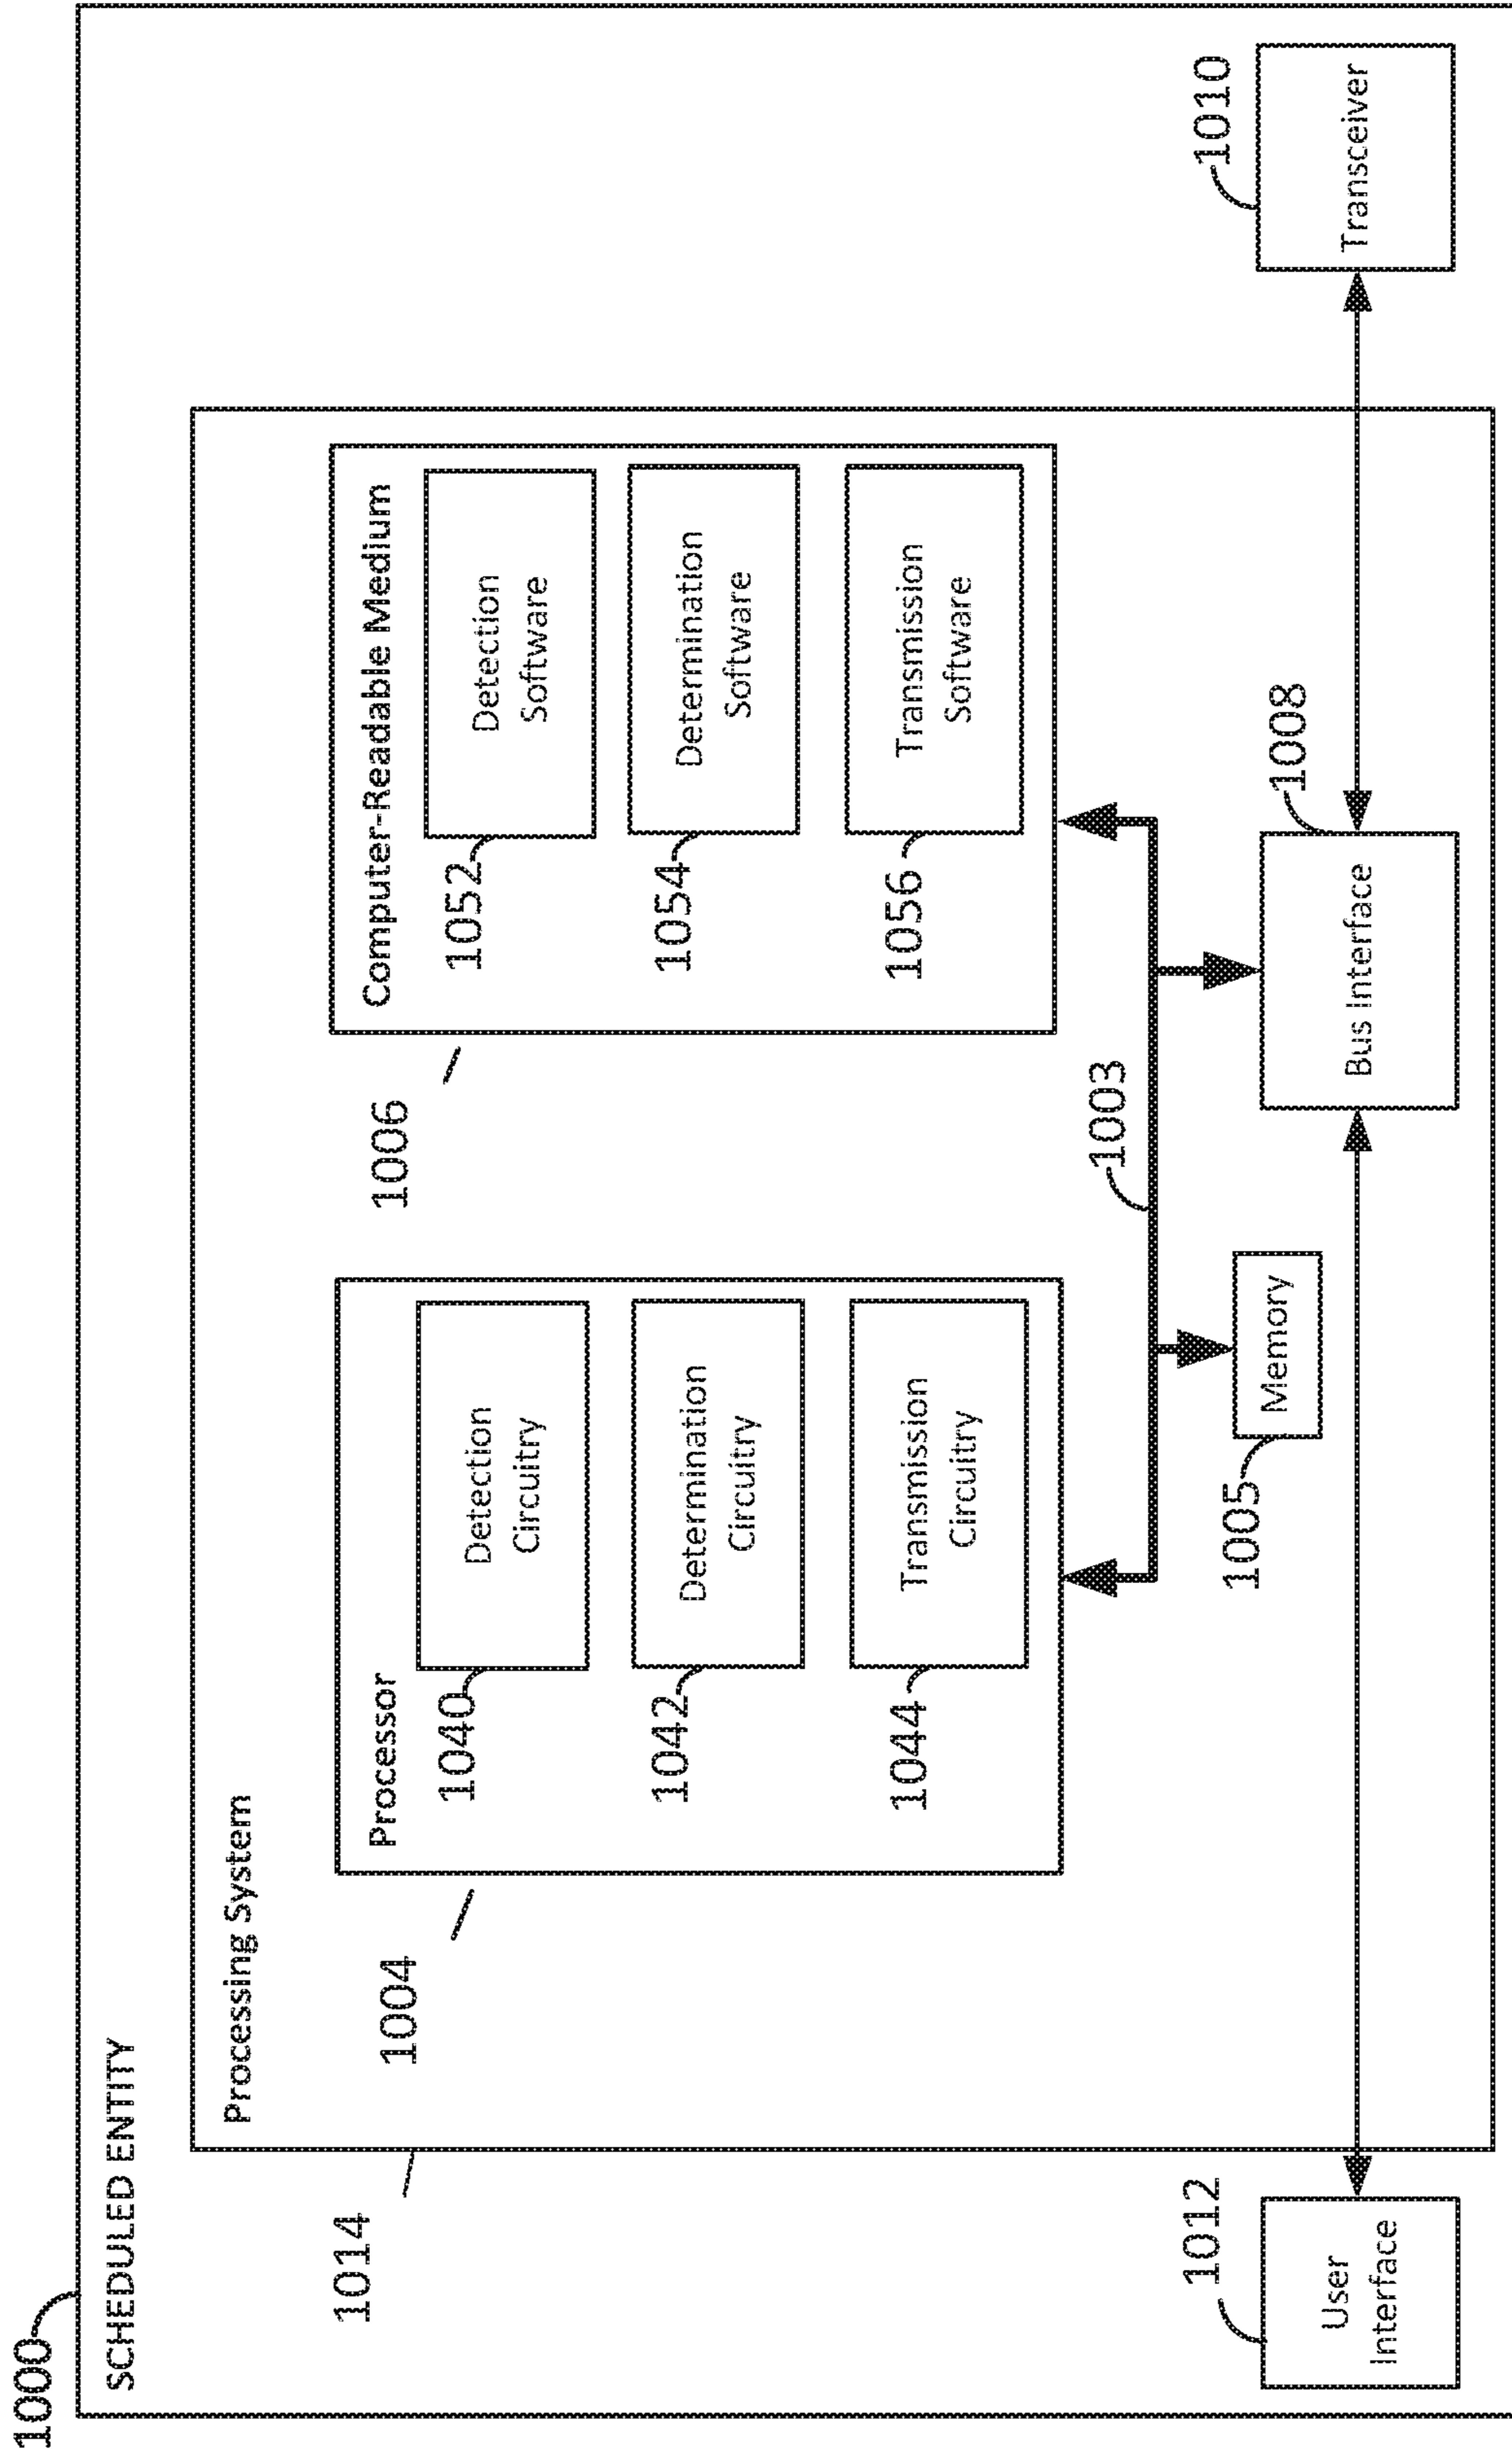 1000
SCHEDULED ENTITY
1014
Processing System
1004
Processor
1040
Detection
Circuitry
1042
Determination
Circuitry
1044
Transmission
Circuitry
1006
Computer-Readable Medium
1052
Detection
Software
1054
Determination
Software
1056
Transmission
Software
1003
1005
Memory
1012
User
Interface
1008
Bus Interface
1010
Transceiver